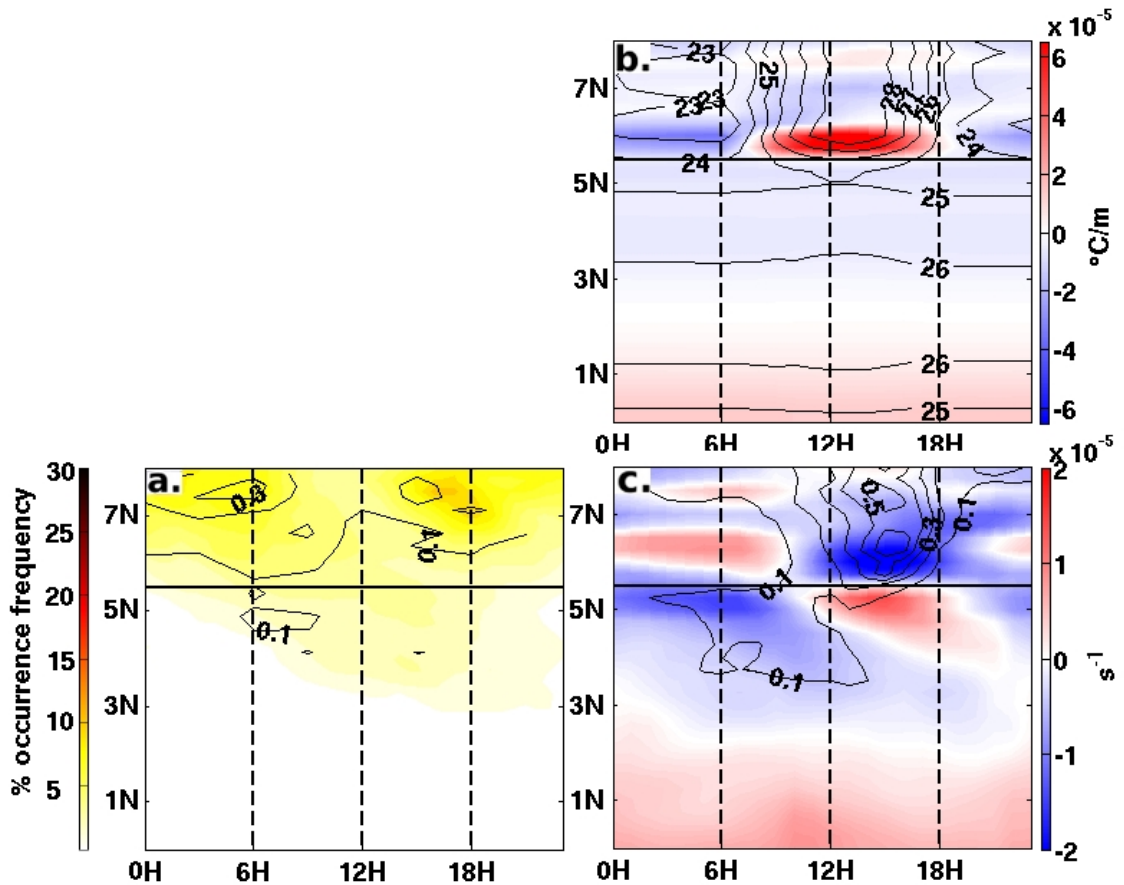 x 10⁻⁵
b.
23
25
7N
23
23
28
27
26
24
24
5N
25
3N
26
1N
26
25
6
4
2
0
-2
-4
-6
°C/m
0H
6H
12H
18H
% occurrence frequency
30
25
20
15
10
5
a.
0.3
0.1
7N
5N
0.1
3N
1N
0H
6H
12H
18H
x 10⁻⁵
c.
0.5
0.3
0.1
7N
0.1
5N
0.1
3N
1N
2
1
0
-1
-2
s⁻¹
0H
6H
12H
18H